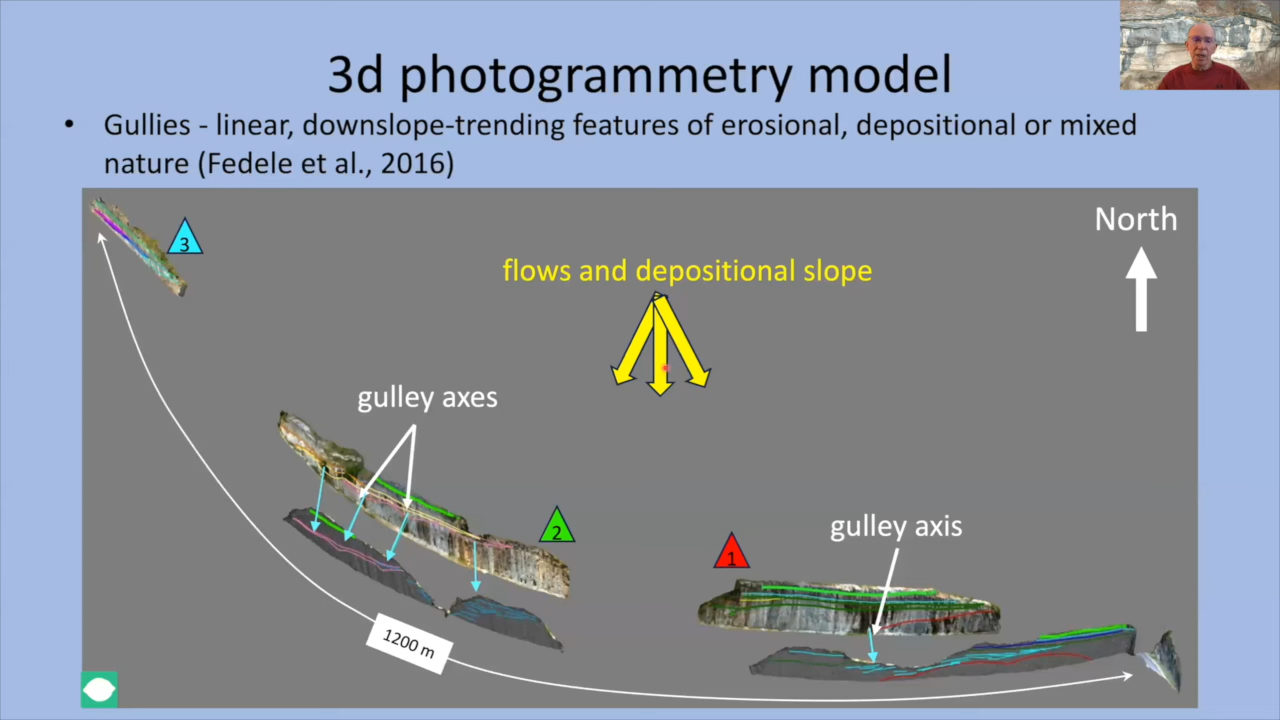 3d photogrammetry model
• Gullies - linear, downslope-trending features of erosional, depositional or mixed
nature (Fedele et al., 2016)
North
3
flows and depositional slope
gulley axes
2
gulley axis
1
1200 m